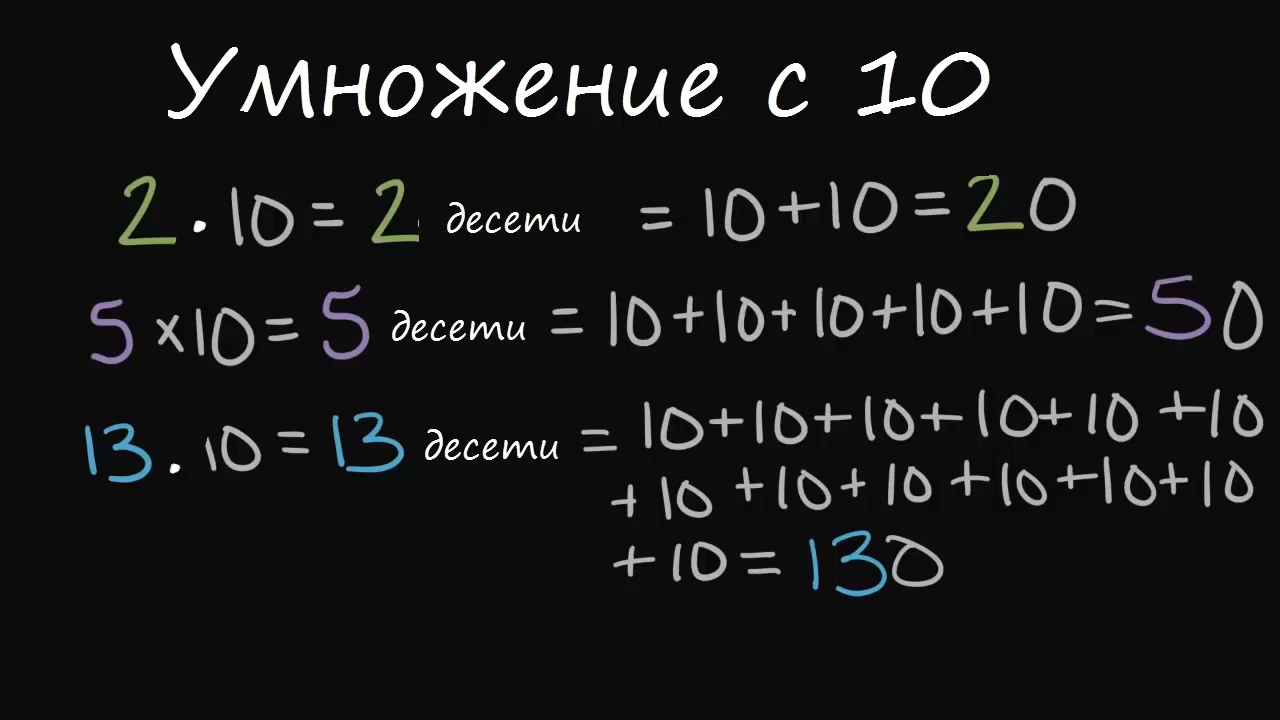 Умножение с 10
2 · 10 = 2 десети = 10 + 10 = 20
5 × 10 = 5 десети = 10 + 10 + 10 + 10 + 10 = 50
13 . 10 = 13 десети = 10 + 10 + 10 + 10 + 10 + 10
+ 10 + 10 + 10 + 10 + 10 + 10
+ 10 = 130